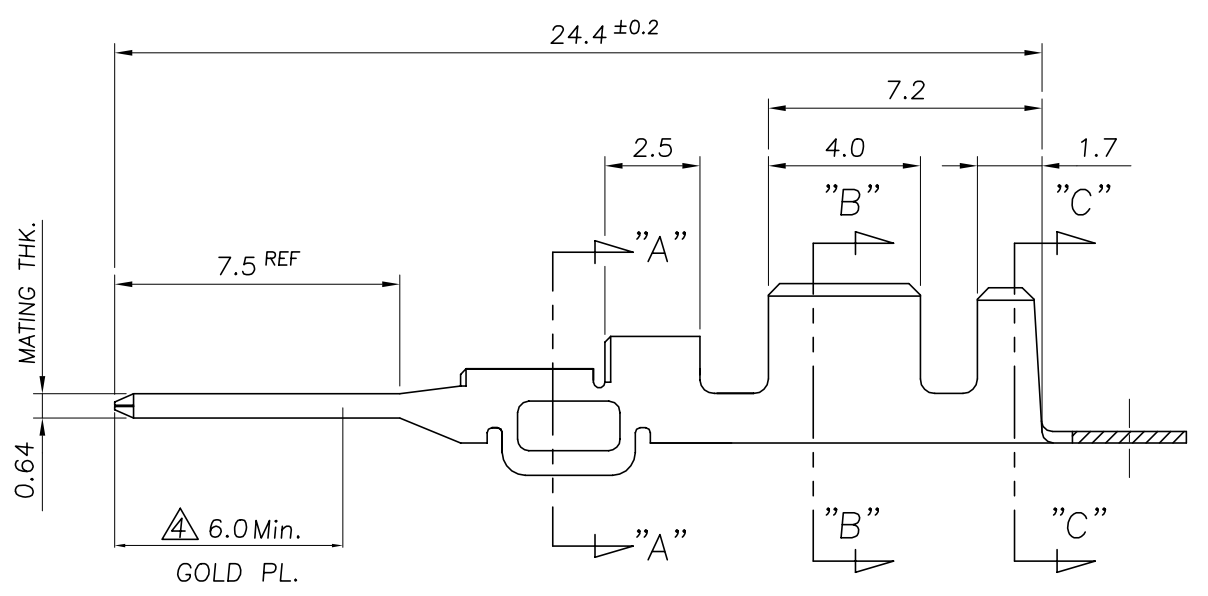 24.4 ±0.2
7.2
2.5
4.0
1.7
"B"
"C"
"A"
7.5 REF
MATING THK.
0.64
4 6.0 Min.
GOLD PL.
"A"
"B"
"C"